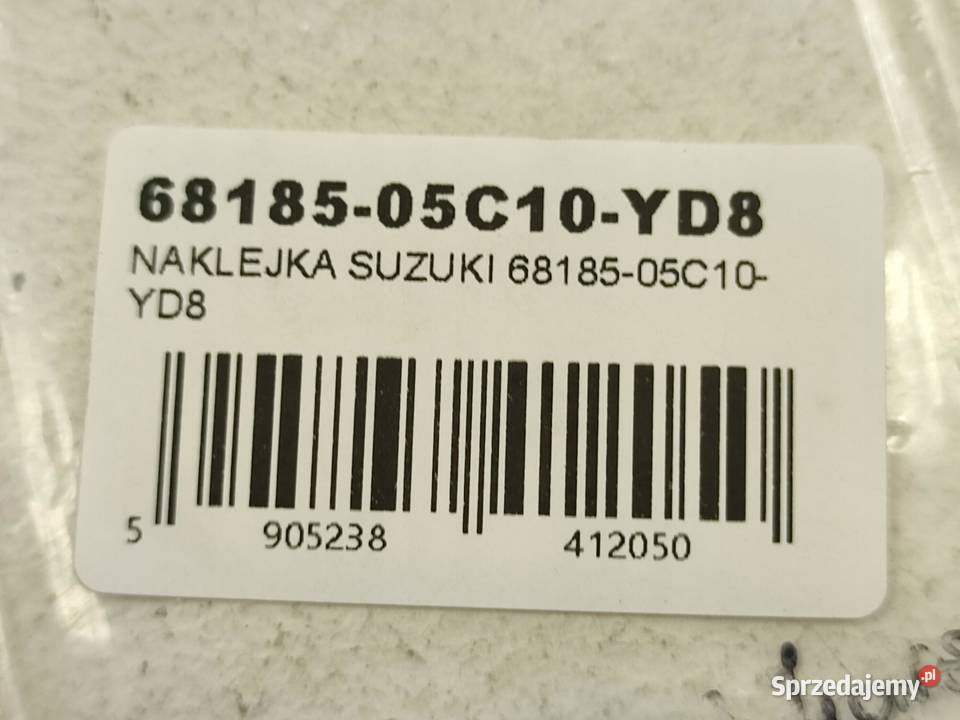 68185-05C10-YD8
NAKLEJKA SUZUKI 68185-05C10-
YD8
5 905238 412050
Sprzedajemy.pl